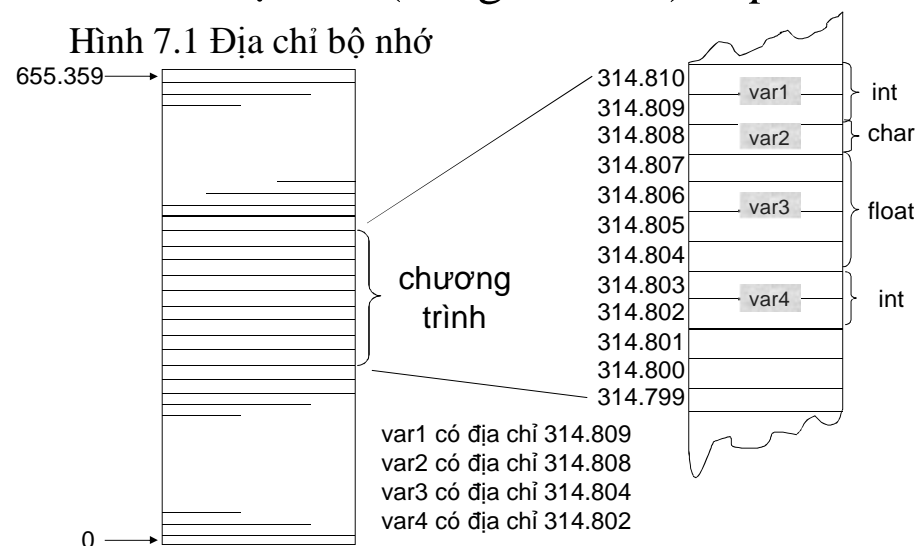 Hình 7.1 Địa chỉ bộ nhớ
655.359
0
chương
trình
314.810
314.809
314.808
314.807
314.806
314.805
314.804
314.803
314.802
314.801
314.800
314.799
var1
var2
var3
var4
int
char
float
int
var1 có địa chỉ 314.809
var2 có địa chỉ 314.808
var3 có địa chỉ 314.804
var4 có địa chỉ 314.802